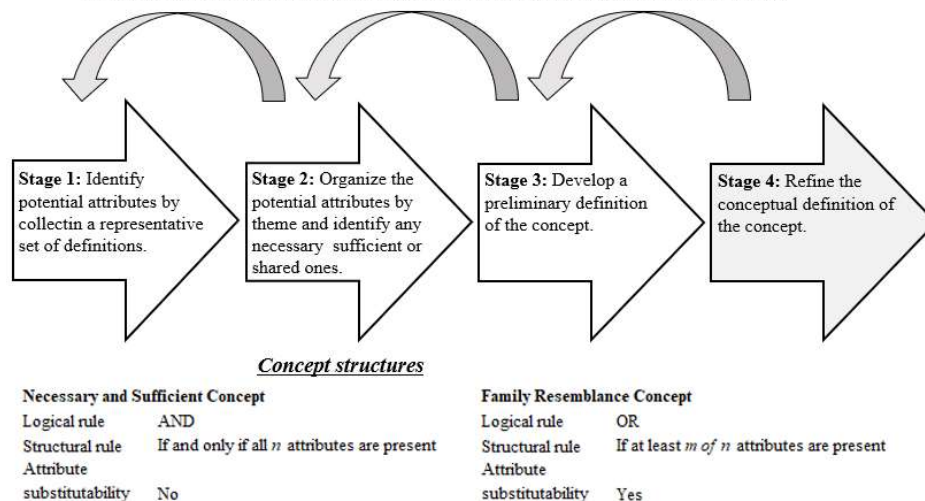 Stage 1: Identify
potential attributes by
collectin a representative
set of definitions.
Stage 2: Organize the
potential attributes by
theme and identify any
necessary sufficient or
shared ones.
Stage 3: Develop a
preliminary definition
of the concept.
Stage 4: Refine the
conceptual definition of
the concept.
Concept structures
Necessary and Sufficient Concept
Logical rule AND
Structural rule If and only if all n attributes are present
Attribute
substitutability No
Family Resemblance Concept
Logical rule OR
Structural rule If at least m of n attributes are present
Attribute
substitutability Yes